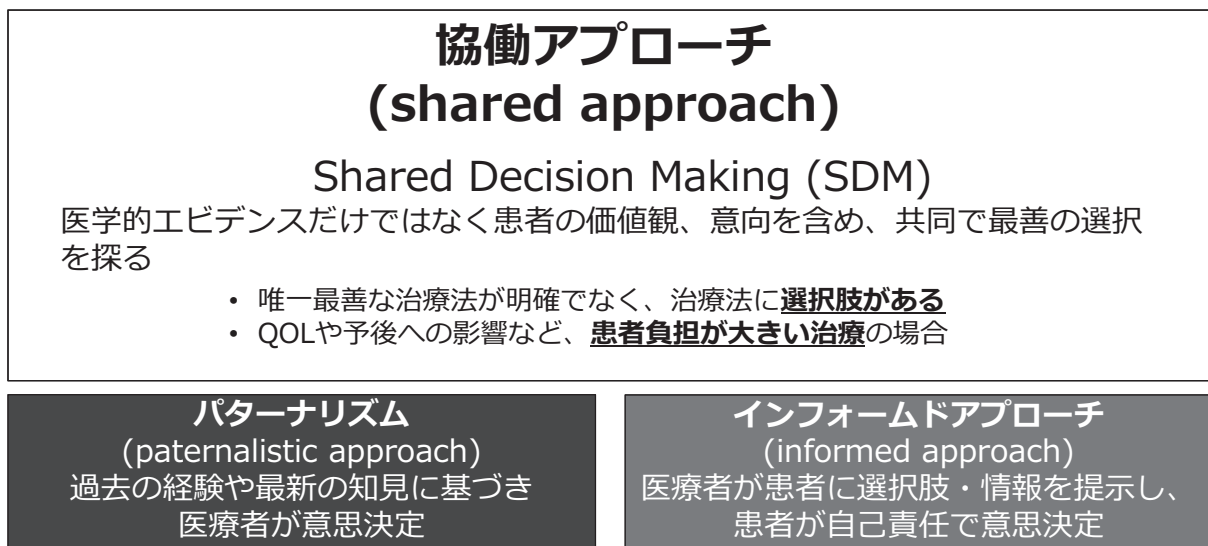 協働アプローチ
(shared approach)
Shared Decision Making (SDM)
医学的エビデンスだけではなく患者の価値観、意向を含め、共同で最善の選択
を探る
• 唯一最善な治療法が明確でなく、治療法に選択肢がある
• QOLや予後への影響など、患者負担が大きい治療の場合
パターナリズム
(paternalistic approach)
過去の経験や最新の知見に基づき
医療者が意思決定
インフォームドアプローチ
(informed approach)
医療者が患者に選択肢・情報を提示し、
患者が自己責任で意思決定